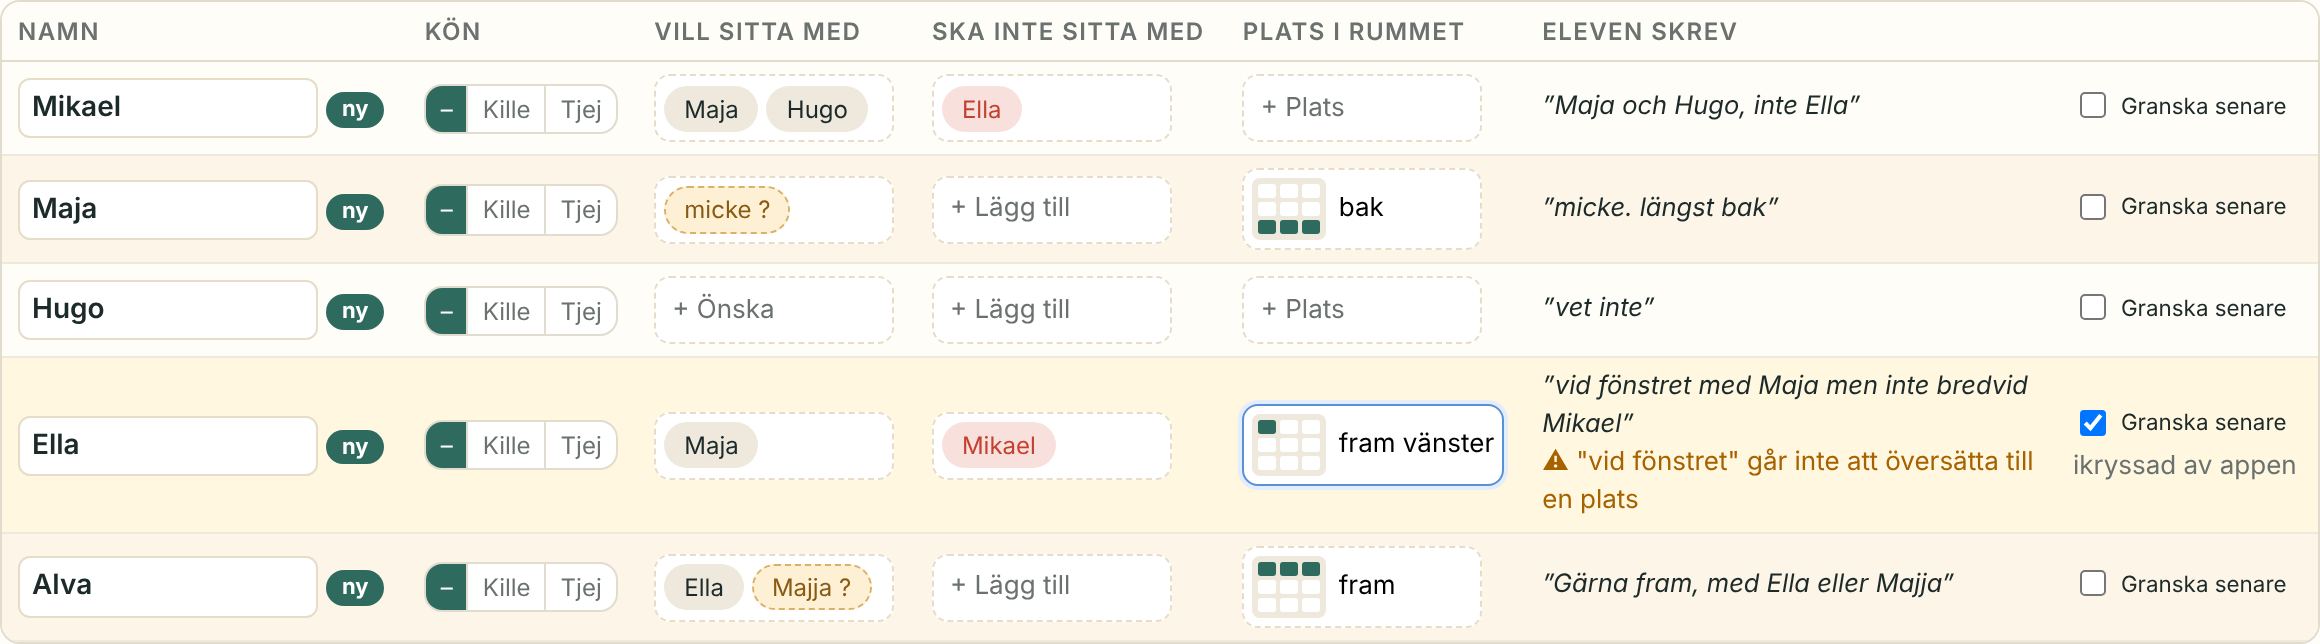 NAMN KÖN VILL SITTA MED SKA INTE SITTA MED PLATS I RUMMET ELEVEN SKREV
Mikael ny – Kille Tjej Maja Hugo Ella + Plats ”Maja och Hugo, inte Ella” Granska senare
Maja ny – Kille Tjej micke ? + Lägg till bak ”micke. längst bak” Granska senare
Hugo ny – Kille Tjej + Önska + Lägg till + Plats ”vet inte” Granska senare
Ella ny – Kille Tjej Maja Mikael fram vänster
”vid fönstret med Maja men inte bredvid
Mikael”
⚠ "vid fönstret" går inte att översätta till
en plats
Granska senare
ikryssad av appen
Alva ny – Kille Tjej Ella Majja ? + Lägg till fram ”Gärna fram, med Ella eller Majja” Granska senare